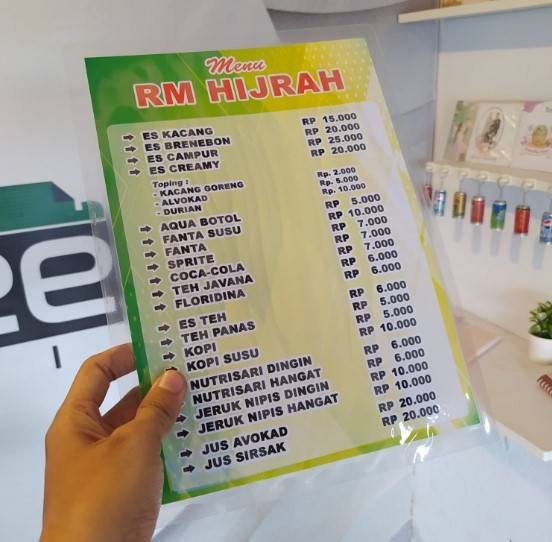 Menu
RM HIJRAH
ES KACANG RP 15.000
ES BRENEBON RP 20.000
ES CAMPUR RP 25.000
ES CREAMY RP 20.000
Toping :
- KACANG GORENG Rp. 2.000
- ALVOKAD Rp. 5.000
- DURIAN Rp. 10.000
AQUA BOTOL RP 5.000
FANTA SUSU RP 10.000
FANTA RP 7.000
SPRITE RP 7.000
COCA-COLA RP 7.000
TEH JAVANA RP 6.000
FLORIDINA RP 6.000
ES TEH RP 6.000
TEH PANAS RP 5.000
KOPI RP 5.000
KOPI SUSU RP 10.000
NUTRISARI DINGIN RP 6.000
NUTRISARI HANGAT RP 6.000
JERUK NIPIS DINGIN RP 10.000
JERUK NIPIS HANGAT RP 10.000
JUS AVOKAD RP 20.000
JUS SIRSAK RP 20.000